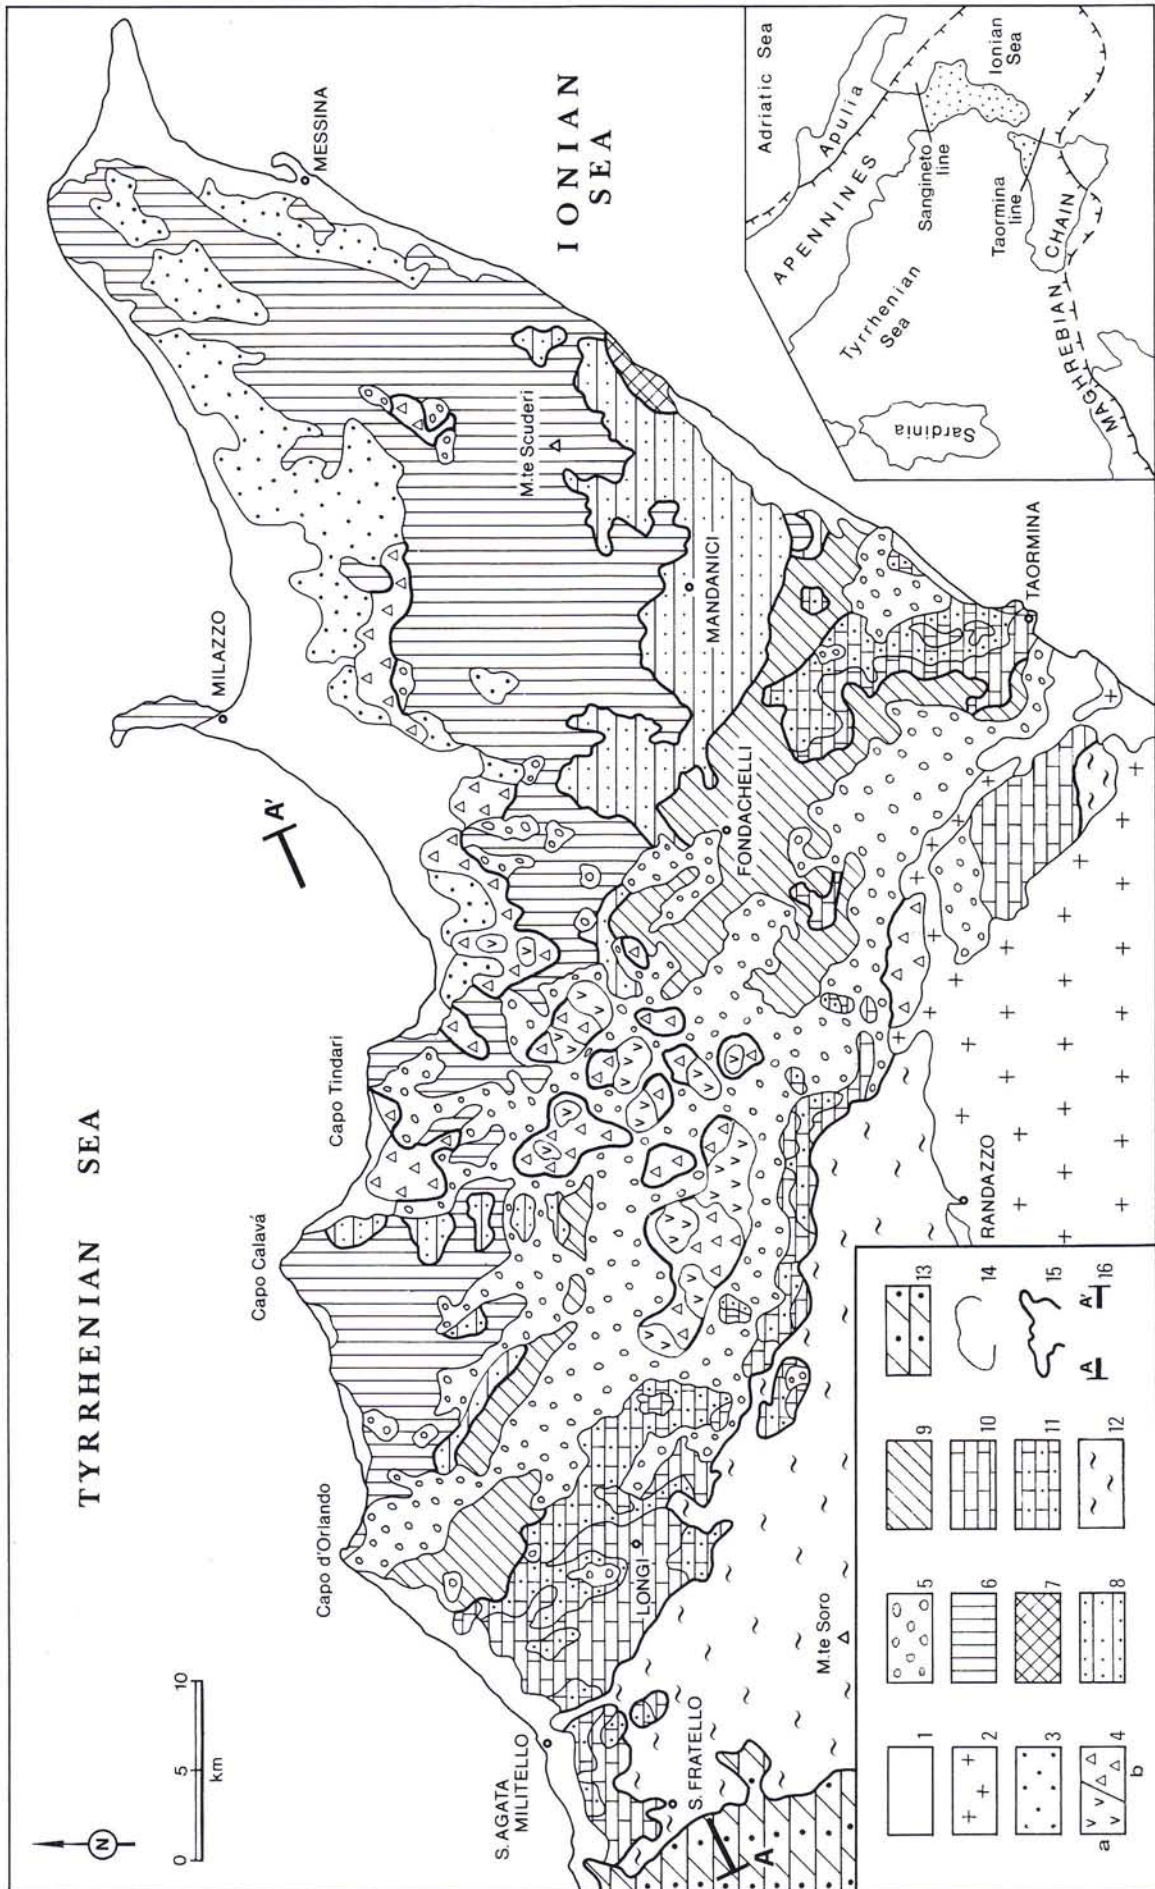 TYRRHENIAN SEA
IONIAN
SEA
N
0 5 10
km
S. AGATA
MILITELLO
Capo d'Orlando
Capo Calavá
Capo Tindari
MILAZZO
MESSINA
A'
M.te Scuderi
MANDANICI
FONDACHELLI
TAORMINA
LONGI
S. FRATELLO
M.te Soro
RANDAZZO
A
1
2
3
a
4
b
5
6
7
8
9
10
11
12
13
14
15
A A'
16
Adriatic Sea
Apulia
APENNINES
Tyrrhenian
Sea
Sardinia
Sangineto
line
Ionian
Sea
Taormina
line
MAGHREBIAN CHAIN